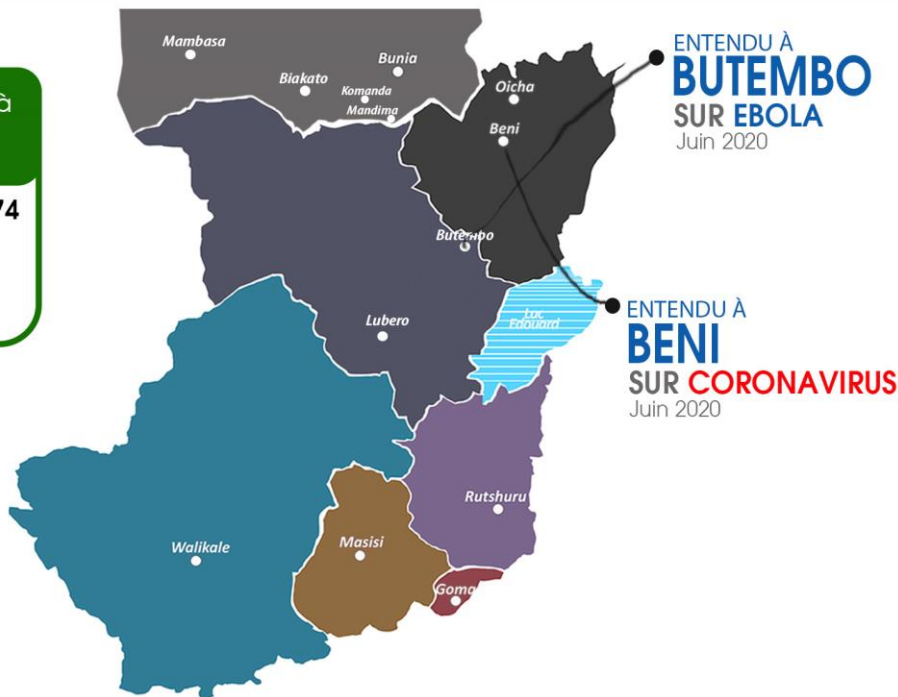 à
74
Mambasa
Bunia
Biakato
Komanda
Mandima
Oicha
Beni
ENTENDU À
BUTEMBO
SUR EBOLA
Juin 2020
Butembo
Luc
Edouard
Lubero
ENTENDU À
BENI
SUR CORONAVIRUS
Juin 2020
Rutshuru
Masisi
Walikale
Goma